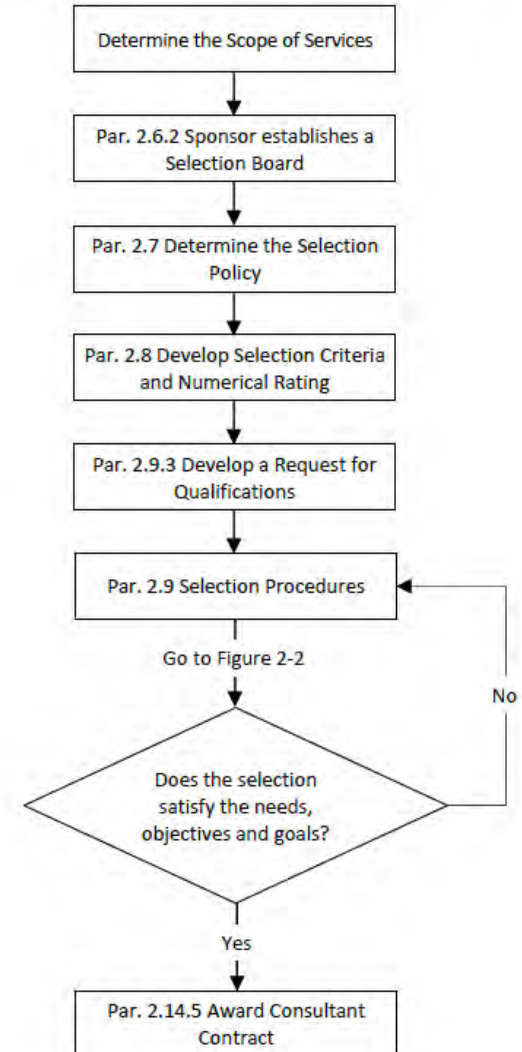 Determine the Scope of Services
Par. 2.6.2 Sponsor establishes a
Selection Board
Par. 2.7 Determine the Selection
Policy
Par. 2.8 Develop Selection Criteria
and Numerical Rating
Par. 2.9.3 Develop a Request for
Qualifications
Par. 2.9 Selection Procedures
Go to Figure 2-2
No
Does the selection
satisfy the needs,
objectives and goals?
Yes
Par. 2.14.5 Award Consultant
Contract